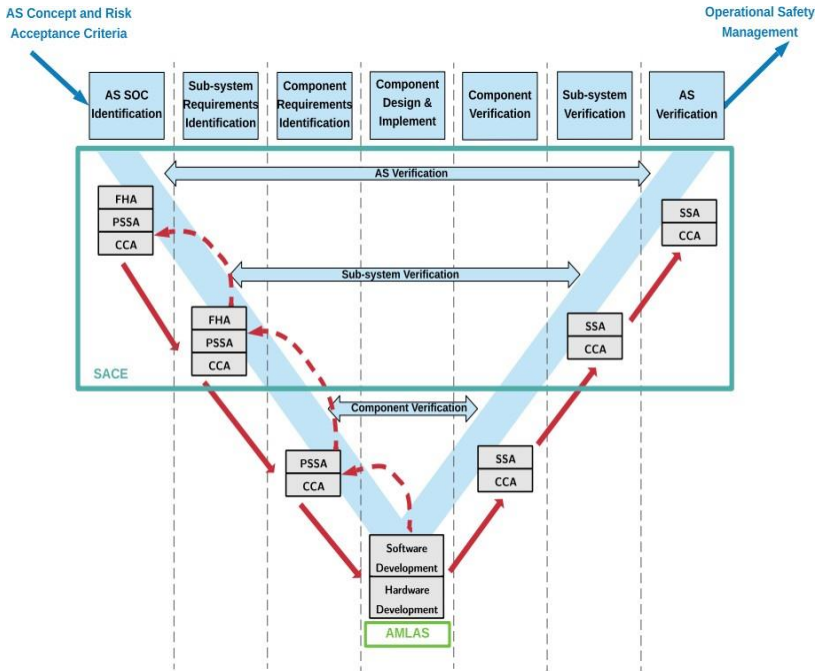 AS Concept and Risk
Acceptance Criteria
Operational Safety
Management
AS SOC
Identification
Sub-system
Requirements
Identification
Component
Requirements
Identification
Component
Design &
Implement
Component
Verification
Sub-system
Verification
AS
Verification
AS Verification
FHA
PSSA
CCA
SSA
CCA
Sub-system Verification
FHA
PSSA
CCA
SSA
CCA
SACE
Component Verification
PSSA
CCA
SSA
CCA
Software
Development
Hardware
Development
AMLAS